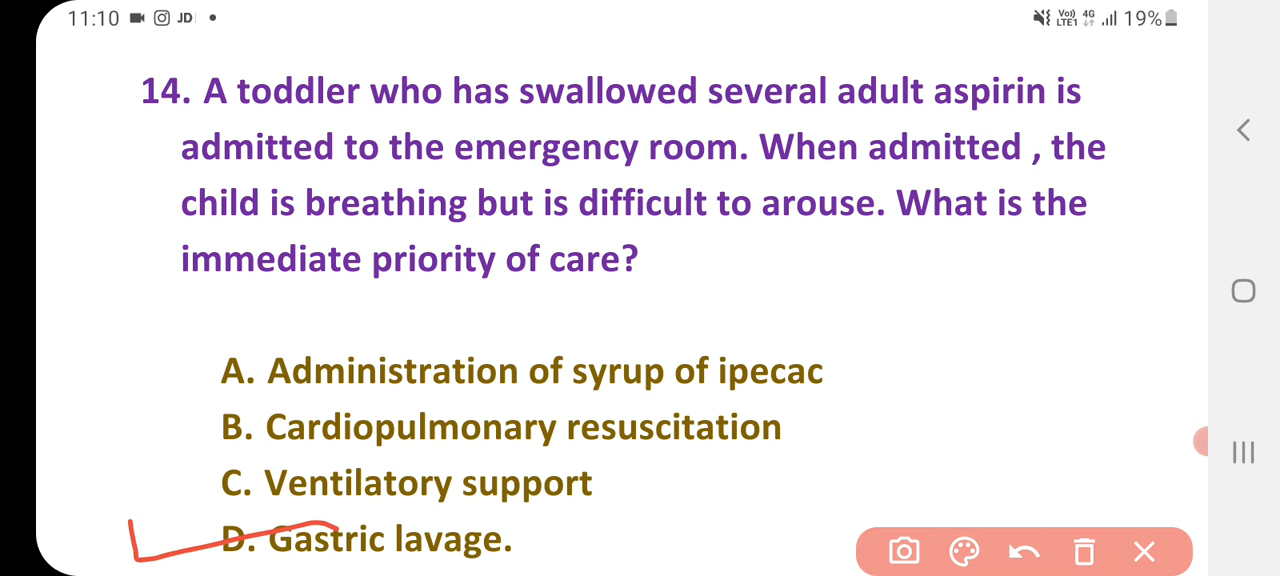 11:10 JD
Vo)) 4G 19%
LTE1
14. A toddler who has swallowed several adult aspirin is
admitted to the emergency room. When admitted , the
child is breathing but is difficult to arouse. What is the
immediate priority of care?
A. Administration of syrup of ipecac
B. Cardiopulmonary resuscitation
C. Ventilatory support
D. Gastric lavage.